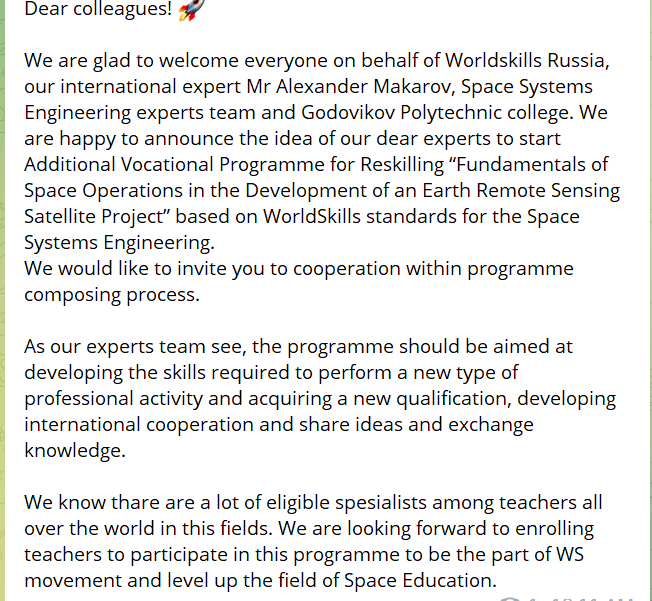 Dear colleagues! 🚀
We are glad to welcome everyone on behalf of Worldskills Russia,
our international expert Mr Alexander Makarov, Space Systems
Engineering experts team and Godovikov Polytechnic college. We
are happy to announce the idea of our dear experts to start
Additional Vocational Programme for Reskilling “Fundamentals of
Space Operations in the Development of an Earth Remote Sensing
Satellite Project” based on WorldSkills standards for the Space
Systems Engineering.
We would like to invite you to cooperation within programme
composing process.
As our experts team see, the programme should be aimed at
developing the skills required to perform a new type of
professional activity and acquiring a new qualification, developing
international cooperation and share ideas and exchange
knowledge.
We know thare are a lot of eligible spesialists among teachers all
over the world in this fields. We are looking forward to enrolling
teachers to participate in this programme to be the part of WS
movement and level up the field of Space Education.